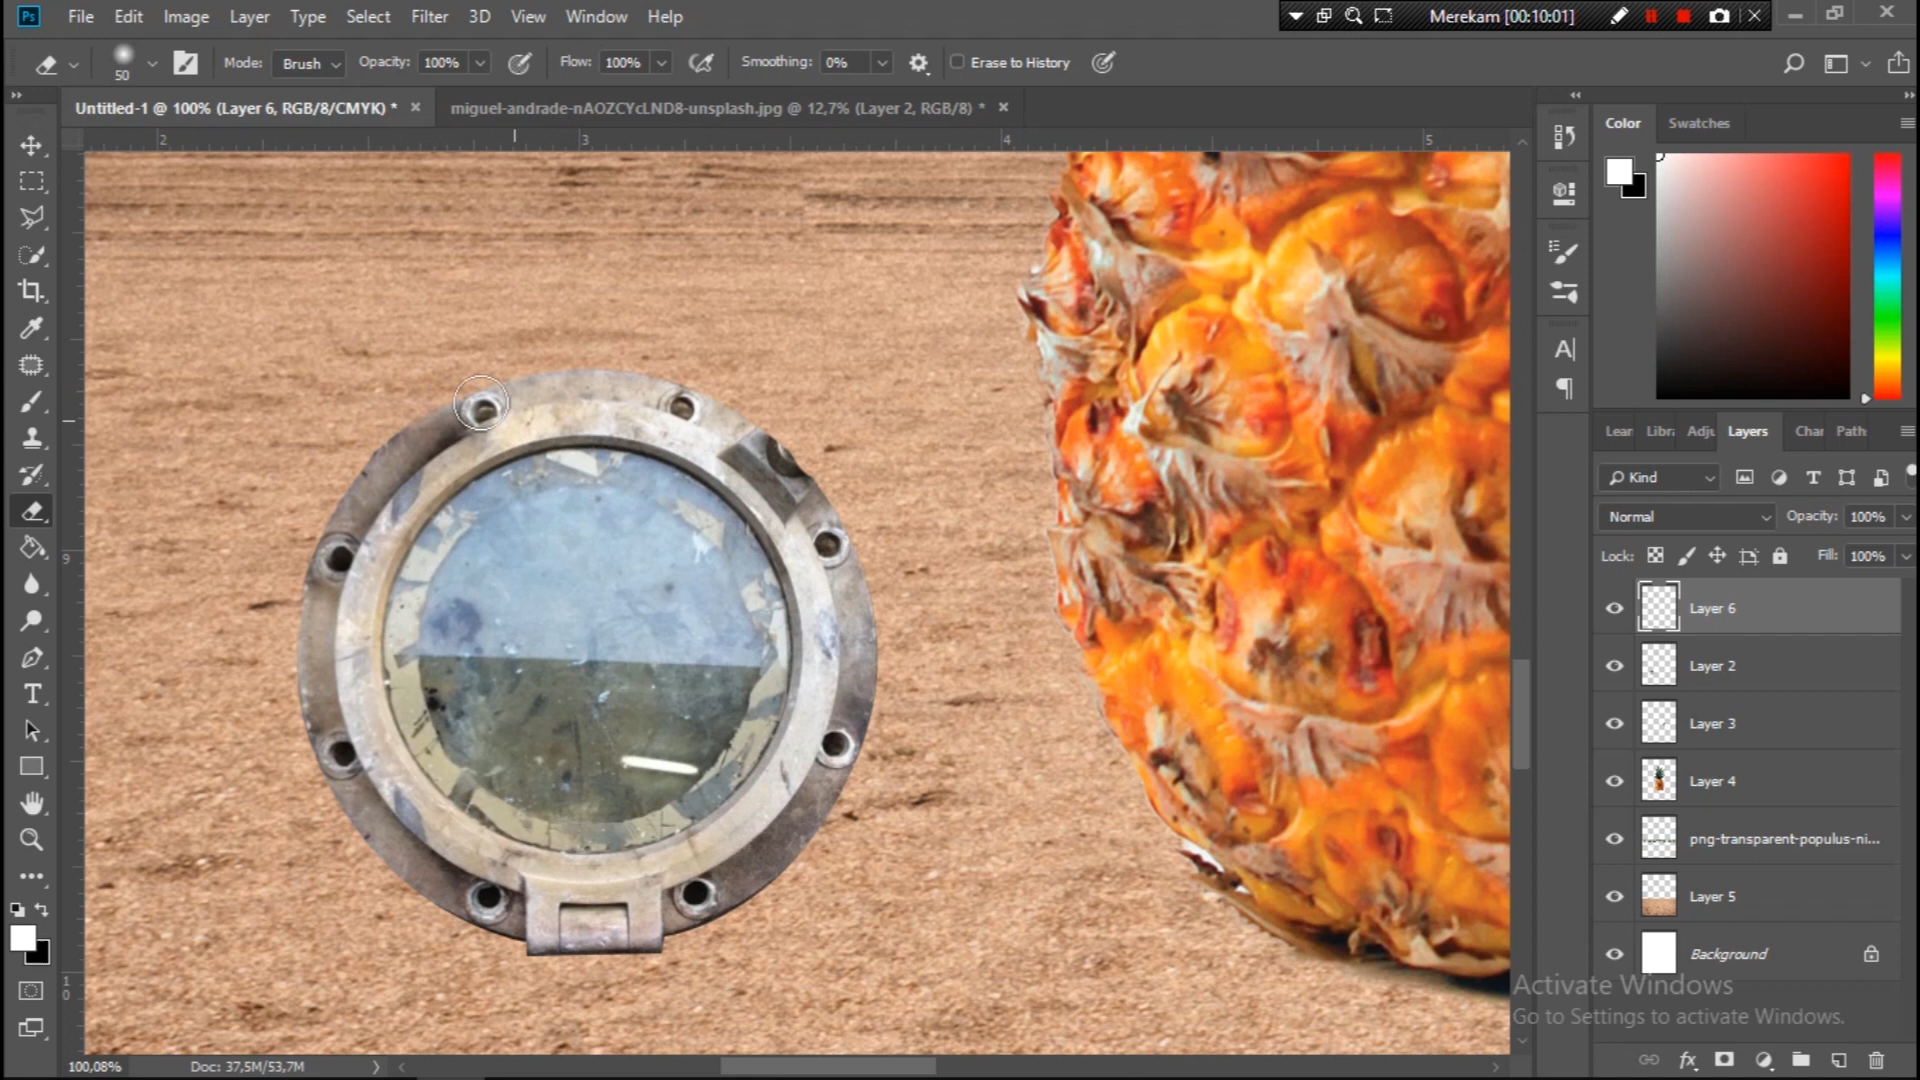 Ps File Edit Image Layer Type Select Filter 3D View Window Help
Merekam [00:10:01]
50 Mode: Brush Opacity: 100% Flow: 100% Smoothing: 0% Erase to History
Untitled-1 @ 100% (Layer 6, RGB/8/CMYK) *
miguel-andrade-nAOZCYcLND8-unsplash.jpg @ 12,7% (Layer 2, RGB/8) *
2 3 4 5
9
10
Color Swatches
Lear Libra Adju Layers Char Path
Kind
Normal Opacity: 100%
Lock: Fill: 100%
Layer 6
Layer 2
Layer 3
Layer 4
png-transparent-populus-ni...
Layer 5
Background
Activate Windows
Go to Settings to activate Windows.
100,08% Doc: 37,5M/53,7M